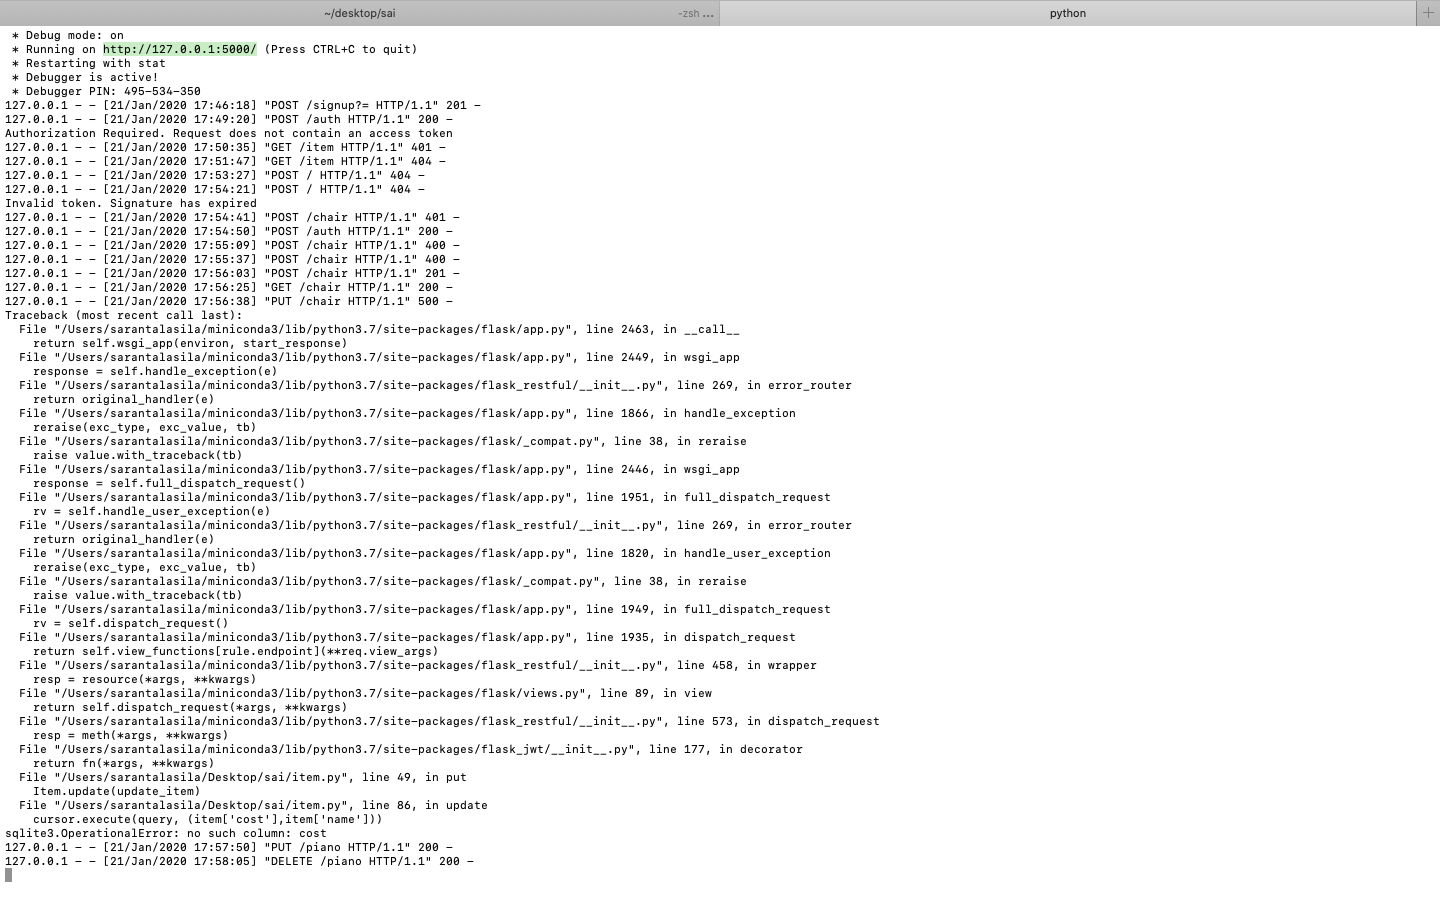 ~/desktop/sai
-zsh ...
python
+
* Debug mode: on
* Running on http://127.0.0.1:5000/ (Press CTRL+C to quit)
* Restarting with stat
* Debugger is active!
* Debugger PIN: 495-534-350
127.0.0.1 - - [21/Jan/2020 17:46:18] "POST /signup?= HTTP/1.1" 201 -
127.0.0.1 - - [21/Jan/2020 17:49:20] "POST /auth HTTP/1.1" 200 -
Authorization Required. Request does not contain an access token
127.0.0.1 - - [21/Jan/2020 17:50:35] "GET /item HTTP/1.1" 401 -
127.0.0.1 - - [21/Jan/2020 17:51:47] "GET /item HTTP/1.1" 404 -
127.0.0.1 - - [21/Jan/2020 17:53:27] "POST / HTTP/1.1" 404 -
127.0.0.1 - - [21/Jan/2020 17:54:21] "POST / HTTP/1.1" 404 -
Invalid token. Signature has expired
127.0.0.1 - - [21/Jan/2020 17:54:41] "POST /chair HTTP/1.1" 401 -
127.0.0.1 - - [21/Jan/2020 17:54:50] "POST /auth HTTP/1.1" 200 -
127.0.0.1 - - [21/Jan/2020 17:55:09] "POST /chair HTTP/1.1" 400 -
127.0.0.1 - - [21/Jan/2020 17:55:37] "POST /chair HTTP/1.1" 400 -
127.0.0.1 - - [21/Jan/2020 17:56:03] "POST /chair HTTP/1.1" 201 -
127.0.0.1 - - [21/Jan/2020 17:56:25] "GET /chair HTTP/1.1" 200 -
127.0.0.1 - - [21/Jan/2020 17:56:38] "PUT /chair HTTP/1.1" 500 -
Traceback (most recent call last):
File "/Users/sarantalasila/miniconda3/lib/python3.7/site-packages/flask/app.py", line 2463, in __call__
return self.wsgi_app(environ, start_response)
File "/Users/sarantalasila/miniconda3/lib/python3.7/site-packages/flask/app.py", line 2449, in wsgi_app
response = self.handle_exception(e)
File "/Users/sarantalasila/miniconda3/lib/python3.7/site-packages/flask_restful/__init__.py", line 269, in error_router
return original_handler(e)
File "/Users/sarantalasila/miniconda3/lib/python3.7/site-packages/flask/app.py", line 1866, in handle_exception
reraise(exc_type, exc_value, tb)
File "/Users/sarantalasila/miniconda3/lib/python3.7/site-packages/flask/_compat.py", line 38, in reraise
raise value.with_traceback(tb)
File "/Users/sarantalasila/miniconda3/lib/python3.7/site-packages/flask/app.py", line 2446, in wsgi_app
response = self.full_dispatch_request()
File "/Users/sarantalasila/miniconda3/lib/python3.7/site-packages/flask/app.py", line 1951, in full_dispatch_request
rv = self.handle_user_exception(e)
File "/Users/sarantalasila/miniconda3/lib/python3.7/site-packages/flask_restful/__init__.py", line 269, in error_router
return original_handler(e)
File "/Users/sarantalasila/miniconda3/lib/python3.7/site-packages/flask/app.py", line 1820, in handle_user_exception
reraise(exc_type, exc_value, tb)
File "/Users/sarantalasila/miniconda3/lib/python3.7/site-packages/flask/_compat.py", line 38, in reraise
raise value.with_traceback(tb)
File "/Users/sarantalasila/miniconda3/lib/python3.7/site-packages/flask/app.py", line 1949, in full_dispatch_request
rv = self.dispatch_request()
File "/Users/sarantalasila/miniconda3/lib/python3.7/site-packages/flask/app.py", line 1935, in dispatch_request
return self.view_functions[rule.endpoint](**req.view_args)
File "/Users/sarantalasila/miniconda3/lib/python3.7/site-packages/flask_restful/__init__.py", line 458, in wrapper
resp = resource(*args, **kwargs)
File "/Users/sarantalasila/miniconda3/lib/python3.7/site-packages/flask/views.py", line 89, in view
return self.dispatch_request(*args, **kwargs)
File "/Users/sarantalasila/miniconda3/lib/python3.7/site-packages/flask_restful/__init__.py", line 573, in dispatch_request
resp = meth(*args, **kwargs)
File "/Users/sarantalasila/miniconda3/lib/python3.7/site-packages/flask_jwt/__init__.py", line 177, in decorator
return fn(*args, **kwargs)
File "/Users/sarantalasila/Desktop/sai/item.py", line 49, in put
Item.update(update_item)
File "/Users/sarantalasila/Desktop/sai/item.py", line 86, in update
cursor.execute(query, (item['cost'],item['name']))
sqlite3.OperationalError: no such column: cost
127.0.0.1 - - [21/Jan/2020 17:57:50] "PUT /piano HTTP/1.1" 200 -
127.0.0.1 - - [21/Jan/2020 17:58:05] "DELETE /piano HTTP/1.1" 200 -